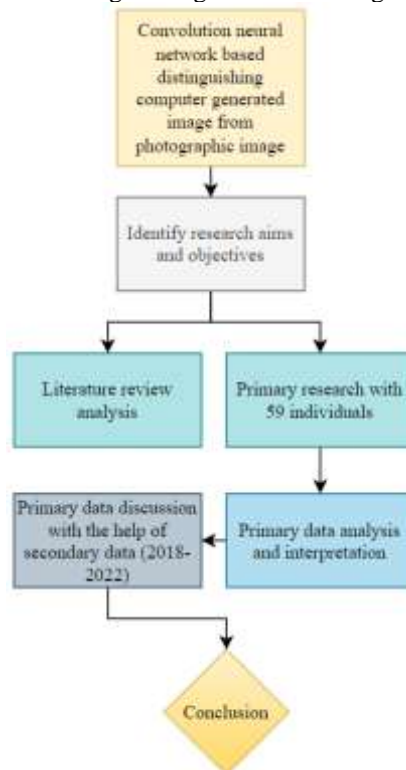 Convolution neural
network based
distinguishing
computer generated
image from
photographic image
Identify research aims
and objectives
Literature review
analysis
Primary research with
59 individuals
Primary data discussion
with the help of
secondary data (2018-
2022)
Primary data analysis
and interpretation
Conclusion